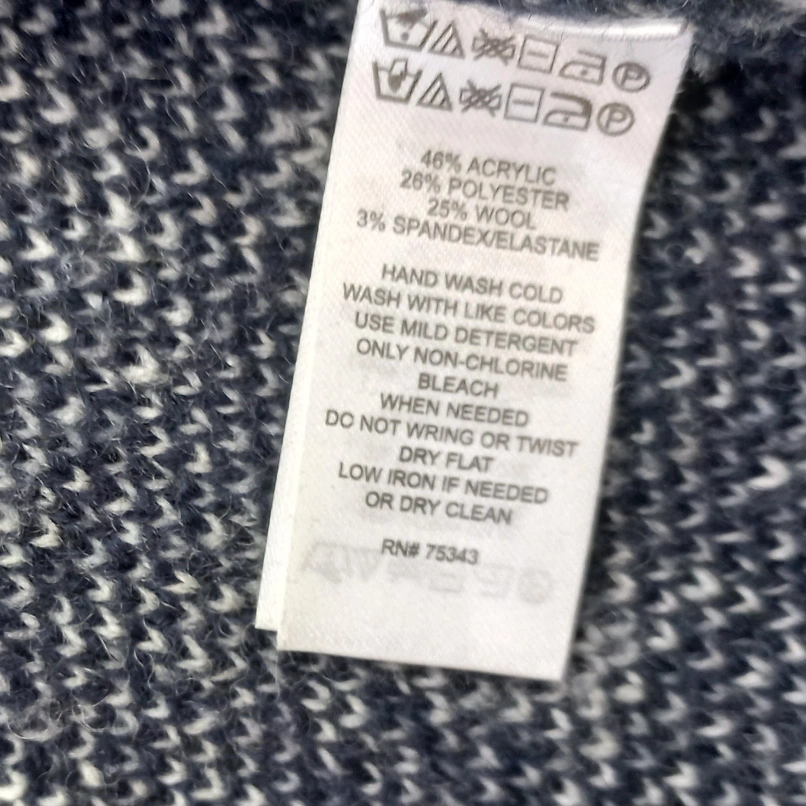 46% ACRYLIC
26% POLYESTER
25% WOOL
3% SPANDEX/ELASTANE
HAND WASH COLD
WASH WITH LIKE COLORS
USE MILD DETERGENT
ONLY NON-CHLORINE
BLEACH
WHEN NEEDED
DO NOT WRING OR TWIST
DRY FLAT
LOW IRON IF NEEDED
OR DRY CLEAN
RN# 75343